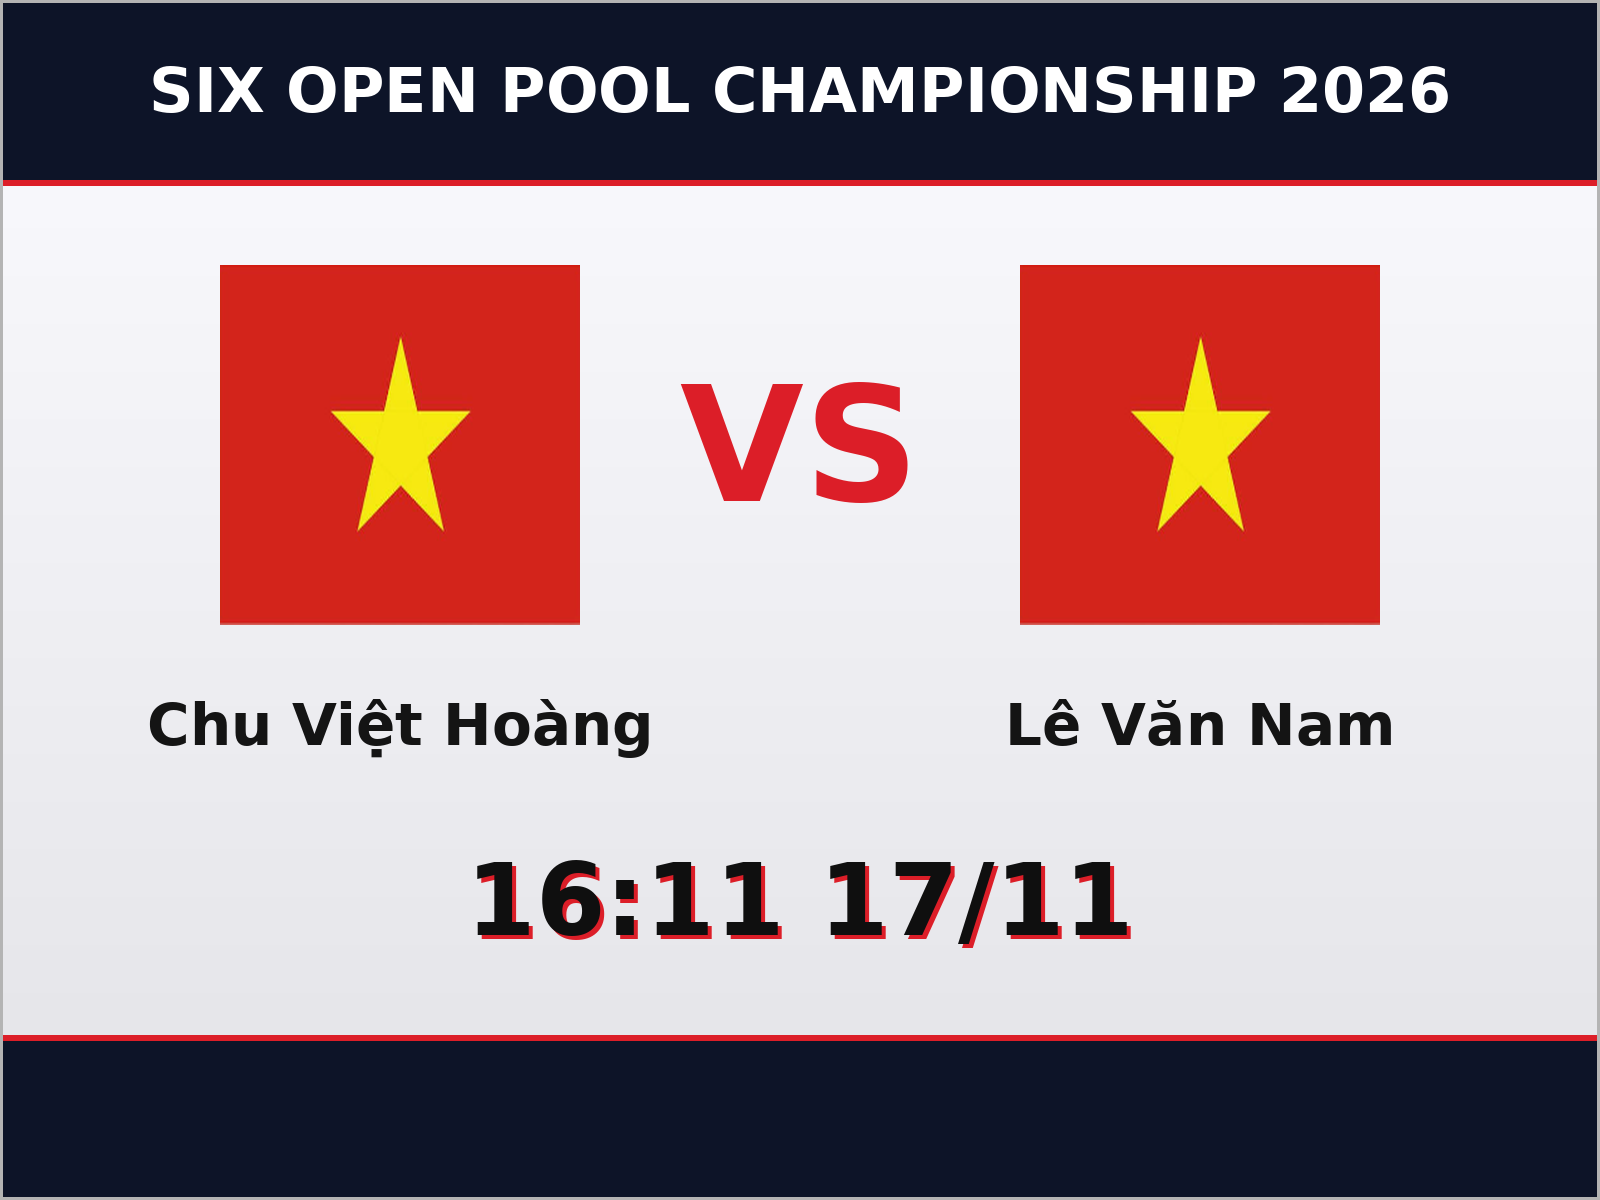 SIX OPEN POOL CHAMPIONSHIP 2026
VS
Chu Việt Hoàng
Lê Văn Nam
16:11 17/11